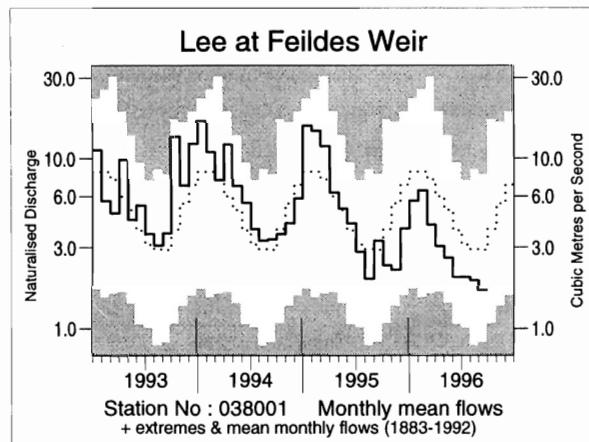 Lee at Feildes Weir
30.0
10.0
6.0
3.0
1.0
Naturalised Discharge
30.0
10.0
6.0
3.0
1.0
Cubic Metres per Second
1993 1994 1995 1996
Station No : 038001 Monthly mean flows
+ extremes & mean monthly flows (1883-1992)